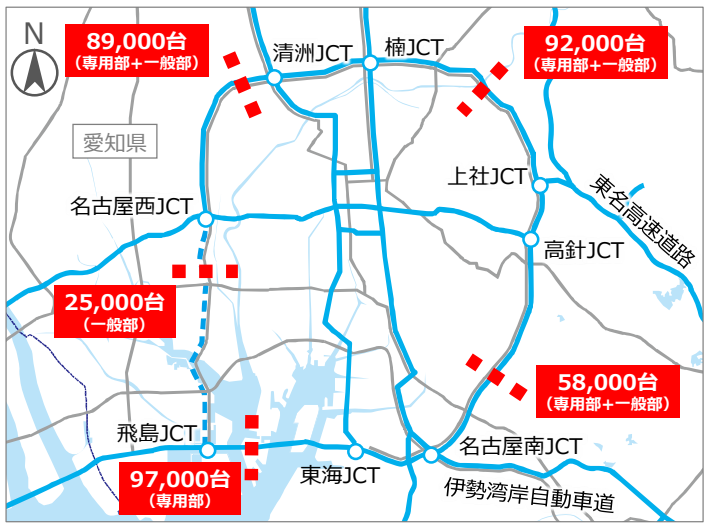 N
89,000台
(専用部+一般部)
清洲JCT
楠JCT
92,000台
(専用部+一般部)
愛知県
上社JCT
名古屋西JCT
東名高速道路
高針JCT
25,000台
(一般部)
58,000台
(専用部+一般部)
飛島JCT
名古屋南JCT
97,000台
(専用部)
東海JCT
伊勢湾岸自動車道